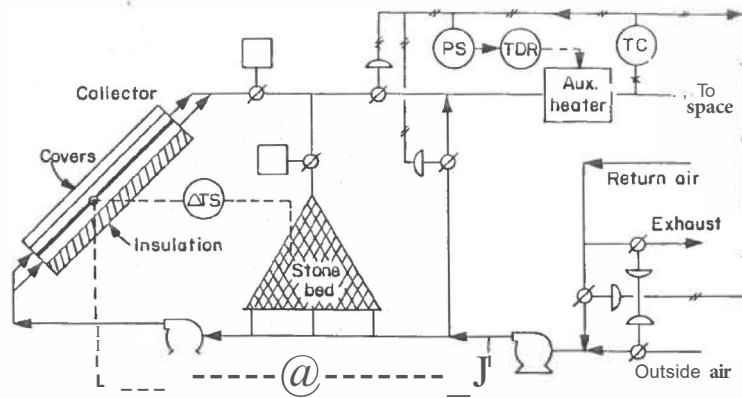 PS
TDR
TC
Collector
Aux.
heater
To
space
Covers
Return air
ΔTS
Exhaust
Insulation
Stone
bed
@
J
Outside air